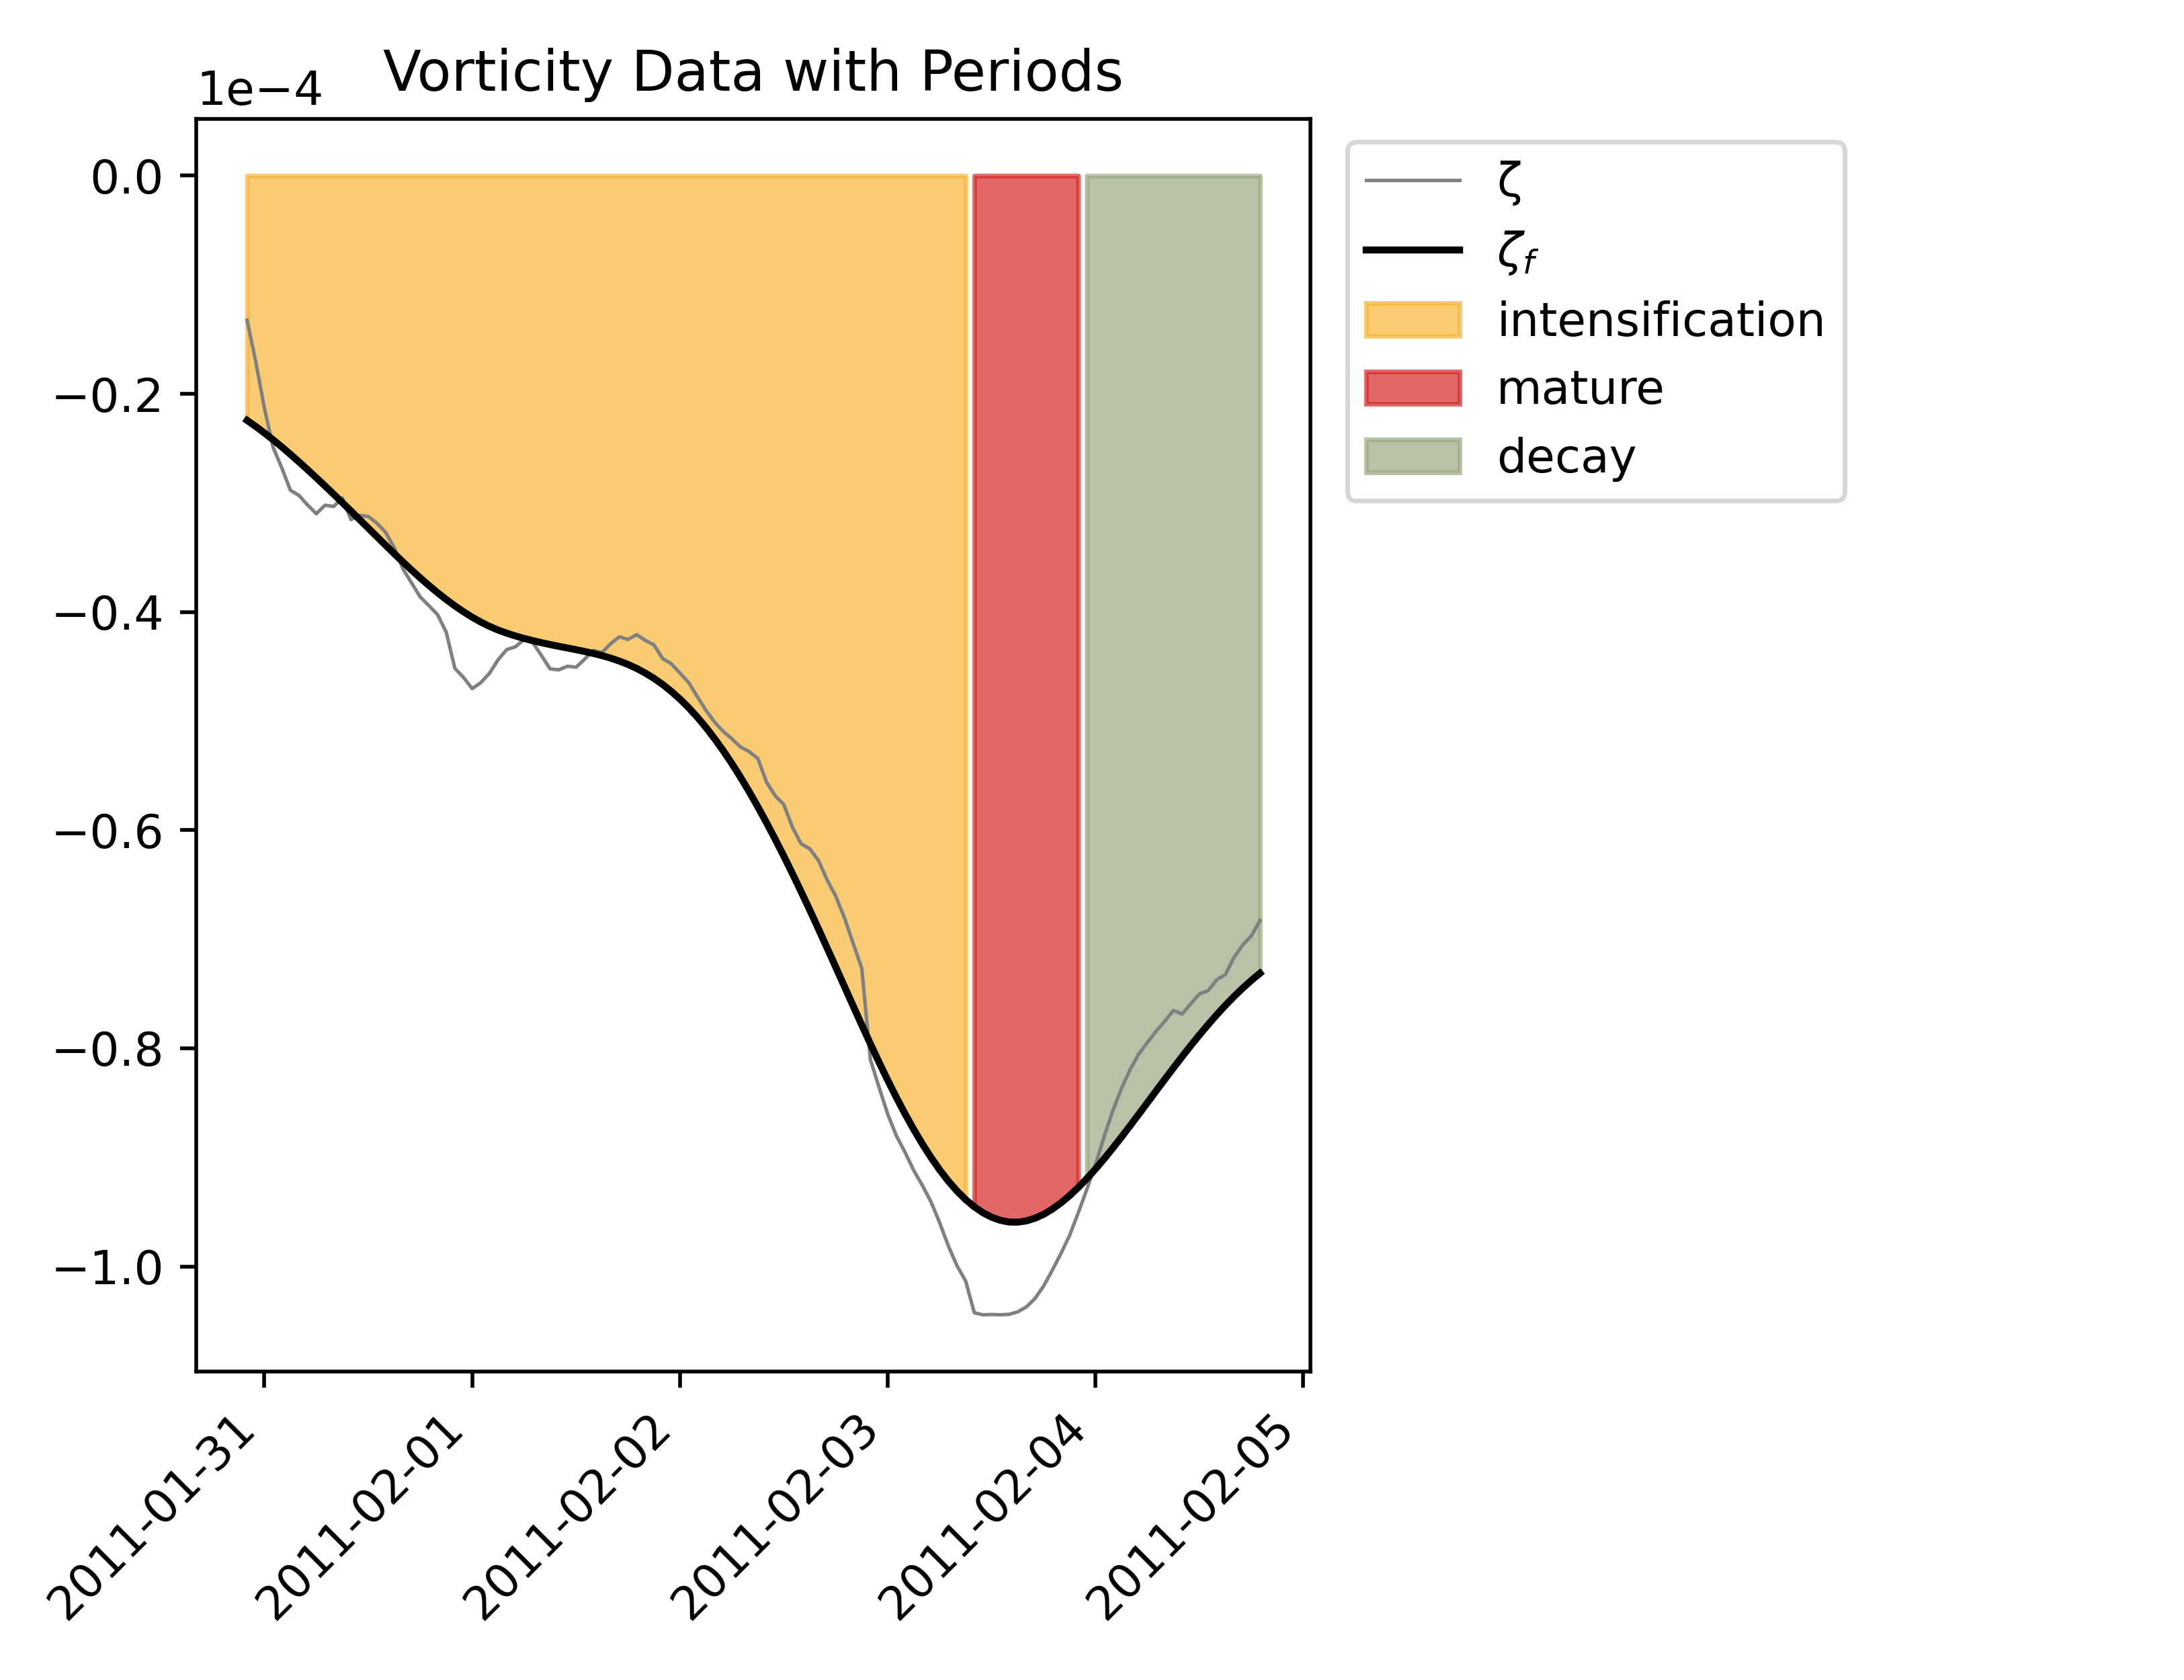 Vorticity Data with Periods
1e−4
0.0
−0.2
−0.4
−0.6
−0.8
−1.0
2011-01-31
2011-02-01
2011-02-02
2011-02-03
2011-02-04
2011-02-05
ζ
ζf
intensification
mature
decay